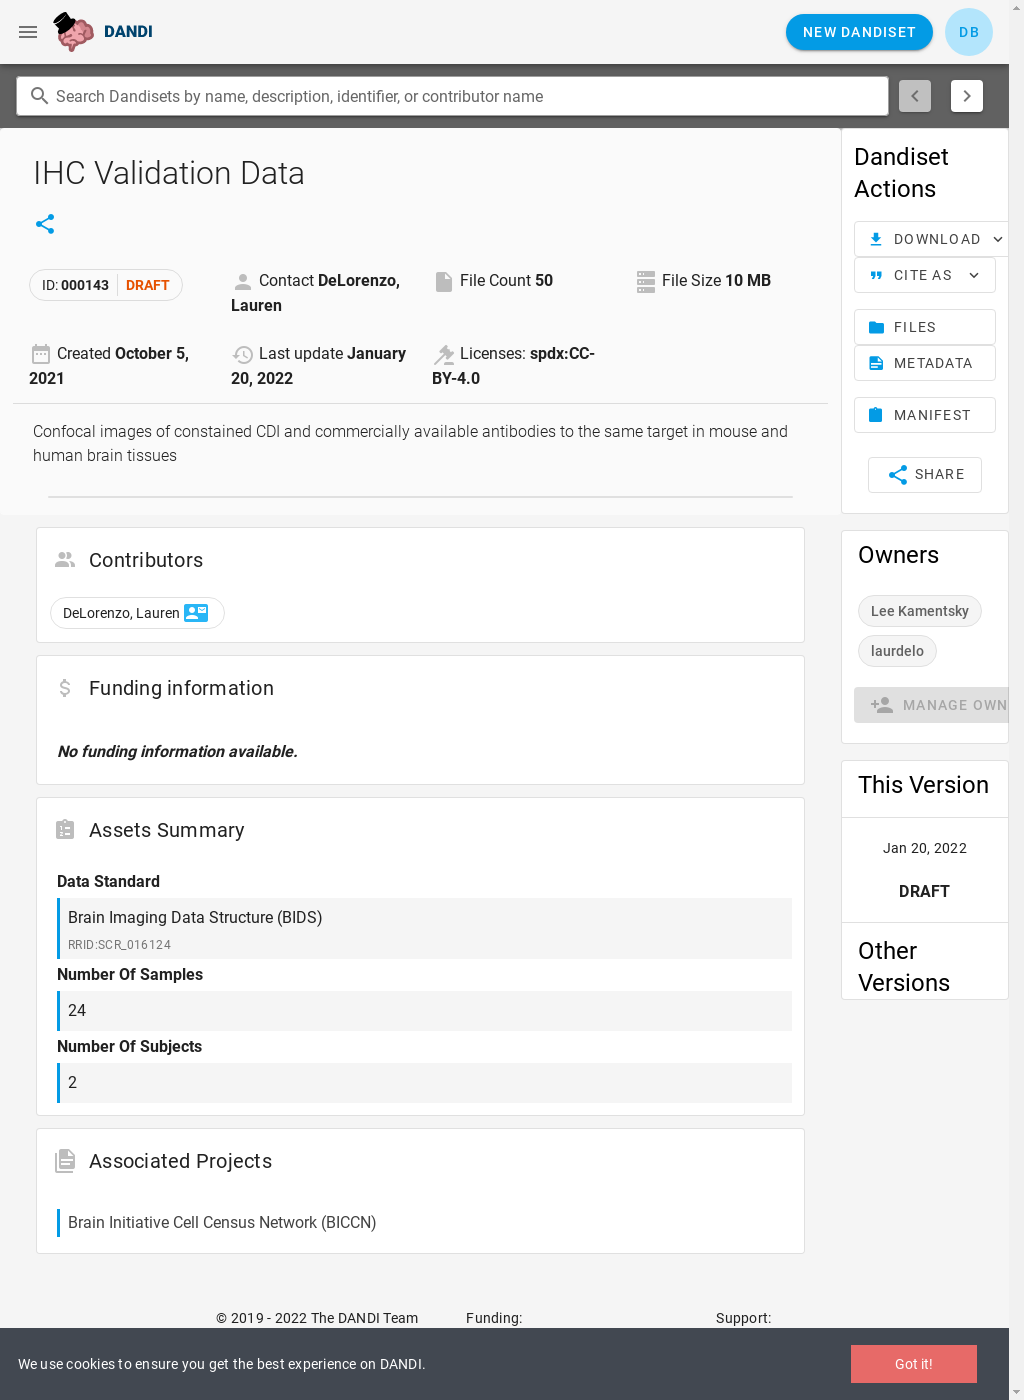 DANDI
NEW DANDISET
DB
Search Dandisets by name, description, identifier, or contributor name
IHC Validation Data
ID: 000143 DRAFT
Contact DeLorenzo,
Lauren
File Count 50
File Size 10 MB
Created October 5,
2021
Last update January
20, 2022
Licenses: spdx:CC-
BY-4.0
Confocal images of constained CDI and commercially available antibodies to the same target in mouse and
human brain tissues
Contributors
DeLorenzo, Lauren
Funding information
No funding information available.
Assets Summary
Data Standard
Brain Imaging Data Structure (BIDS)
RRID:SCR_016124
Number Of Samples
24
Number Of Subjects
2
Associated Projects
Brain Initiative Cell Census Network (BICCN)
Dandiset
Actions
DOWNLOAD
CITE AS
FILES
METADATA
MANIFEST
SHARE
Owners
Lee Kamentsky
laurdelo
MANAGE OWN
This Version
Jan 20, 2022
DRAFT
Other
Versions
© 2019 - 2022 The DANDI Team
Funding:
Support:
We use cookies to ensure you get the best experience on DANDI.
Got it!